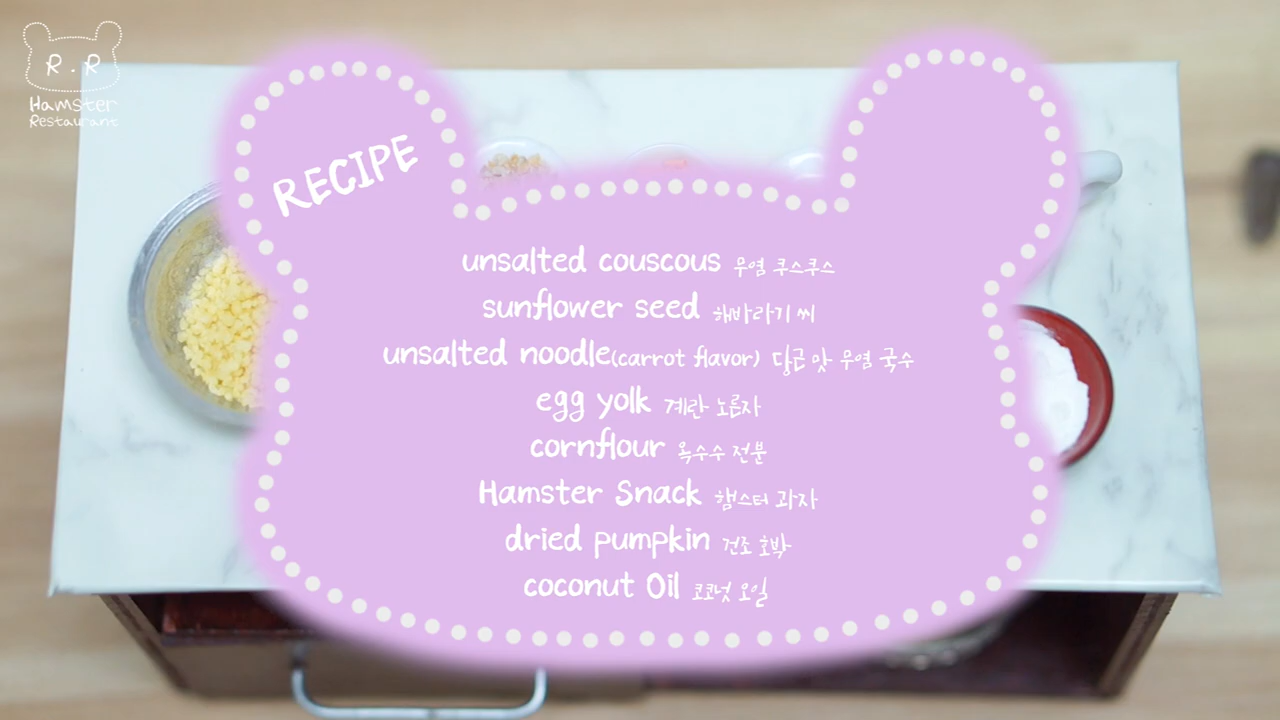 R.R
Hamster
Restaurant
RECIPE
unsalted couscous 무염 쿠스쿠스
sunflower seed 해바라기 씨
unsalted noodle(carrot flavor) 당근 맛 무염 국수
egg yolk 계란 노른자
cornflour 옥수수 전분
Hamster Snack 햄스터 과자
dried pumpkin 건조 호박
coconut Oil 코코넛 오일